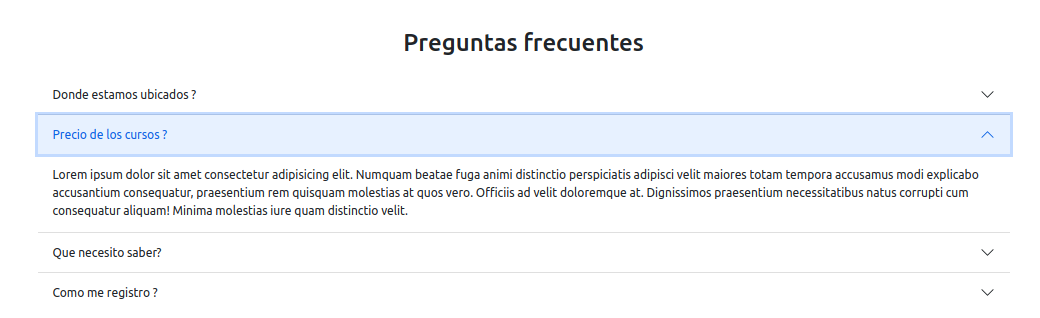 Preguntas frecuentes
Donde estamos ubicados ?
Precio de los cursos ?
Lorem ipsum dolor sit amet consectetur adipisicing elit. Numquam beatae fuga animi distinctio perspiciatis adipisci velit maiores totam tempora accusamus modi explicabo
accusantium consequatur, praesentium rem quisquam molestias at quos vero. Officiis ad velit doloremque at. Dignissimos praesentium necessitatibus natus corrupti cum
consequatur aliquam! Minima molestias iure quam distinctio velit.
Que necesito saber?
Como me registro ?